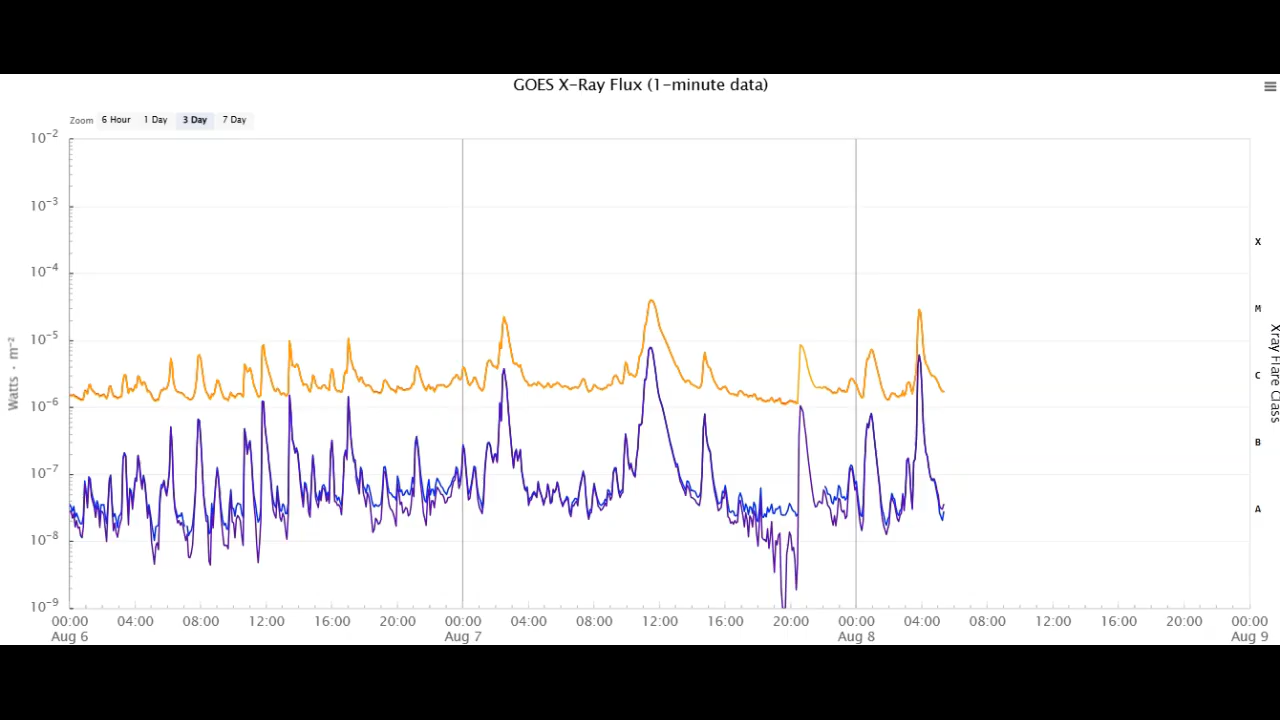 GOES X-Ray Flux (1-minute data)
Zoom 6 Hour 1 Day 3 Day 7 Day
10-2
10-3
10-4
10-5
10-6
10-7
10-8
10-9
Watts · m-2
X
M
C
B
A
Xray Flare Class
00:00 04:00 08:00 12:00 16:00 20:00 00:00 04:00 08:00 12:00 16:00 20:00 00:00 04:00 08:00 12:00 16:00 20:00 00:00
Aug 6 Aug 7 Aug 8 Aug 9